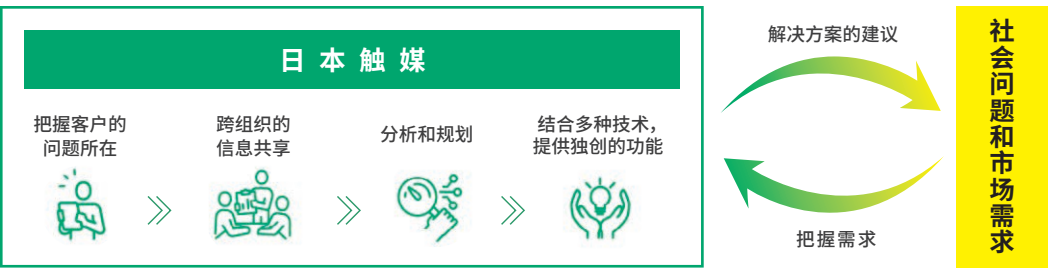 日本触媒
把握客户的
问题所在
跨组织的
信息共享
分析和规划
结合多种技术，
提供独创的功能
解决方案的建议
把握需求
社会问题和市场需求